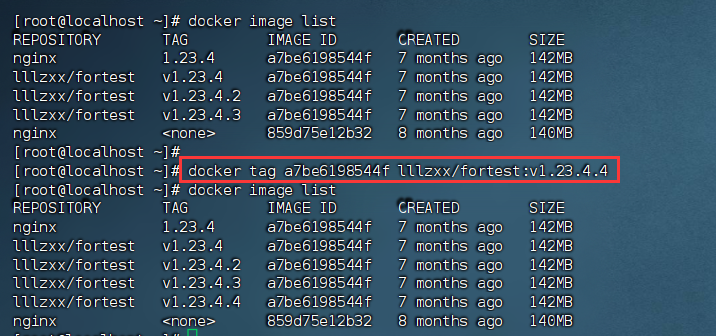 [root@localhost ~]# docker image list
REPOSITORY TAG IMAGE ID CREATED SIZE
nginx 1.23.4 a7be6198544f 7 months ago 142MB
lllzxx/fortest v1.23.4 a7be6198544f 7 months ago 142MB
lllzxx/fortest v1.23.4.2 a7be6198544f 7 months ago 142MB
lllzxx/fortest v1.23.4.3 a7be6198544f 7 months ago 142MB
nginx <none> 859d75e12b32 8 months ago 140MB
[root@localhost ~]#
[root@localhost ~]# docker tag a7be6198544f lllzxx/fortest:v1.23.4.4
[root@localhost ~]# docker image list
REPOSITORY TAG IMAGE ID CREATED SIZE
nginx 1.23.4 a7be6198544f 7 months ago 142MB
lllzxx/fortest v1.23.4 a7be6198544f 7 months ago 142MB
lllzxx/fortest v1.23.4.2 a7be6198544f 7 months ago 142MB
lllzxx/fortest v1.23.4.3 a7be6198544f 7 months ago 142MB
lllzxx/fortest v1.23.4.4 a7be6198544f 7 months ago 142MB
nginx <none> 859d75e12b32 8 months ago 140MB